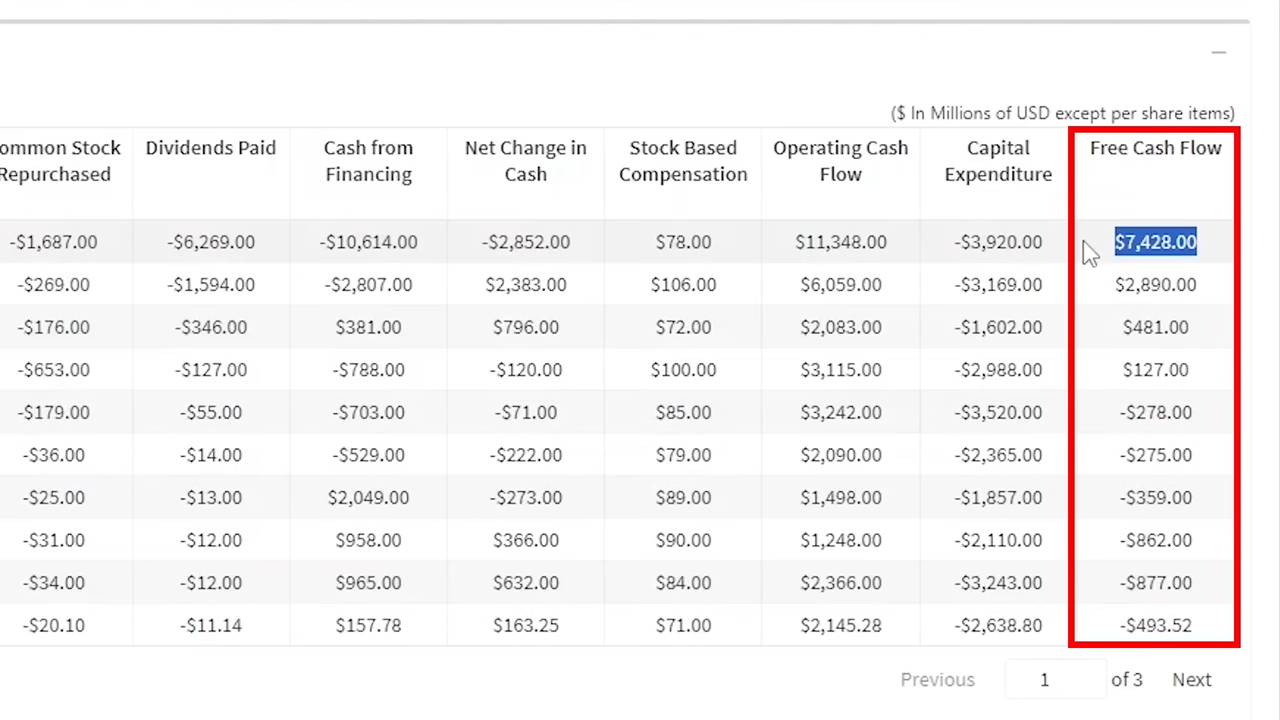 ($ In Millions of USD except per share items)
ommon Stock Repurchased Dividends Paid Cash from Financing Net Change in Cash Stock Based Compensation Operating Cash Flow Capital Expenditure Free Cash Flow
-$1,687.00 -$6,269.00 -$10,614.00 -$2,852.00 $78.00 $11,348.00 -$3,920.00 $7,428.00
-$269.00 -$1,594.00 -$2,807.00 $2,383.00 $106.00 $6,059.00 -$3,169.00 $2,890.00
-$176.00 -$346.00 $381.00 $796.00 $72.00 $2,083.00 -$1,602.00 $481.00
-$653.00 -$127.00 -$788.00 -$120.00 $100.00 $3,115.00 -$2,988.00 $127.00
-$179.00 -$55.00 -$703.00 -$71.00 $85.00 $3,242.00 -$3,520.00 -$278.00
-$36.00 -$14.00 -$529.00 -$222.00 $79.00 $2,090.00 -$2,365.00 -$275.00
-$25.00 -$13.00 $2,049.00 -$273.00 $89.00 $1,498.00 -$1,857.00 -$359.00
-$31.00 -$12.00 $958.00 $366.00 $90.00 $1,248.00 -$2,110.00 -$862.00
-$34.00 -$12.00 $965.00 $632.00 $84.00 $2,366.00 -$3,243.00 -$877.00
-$20.10 -$11.14 $157.78 $163.25 $71.00 $2,145.28 -$2,638.80 -$493.52
Previous 1 of 3 Next